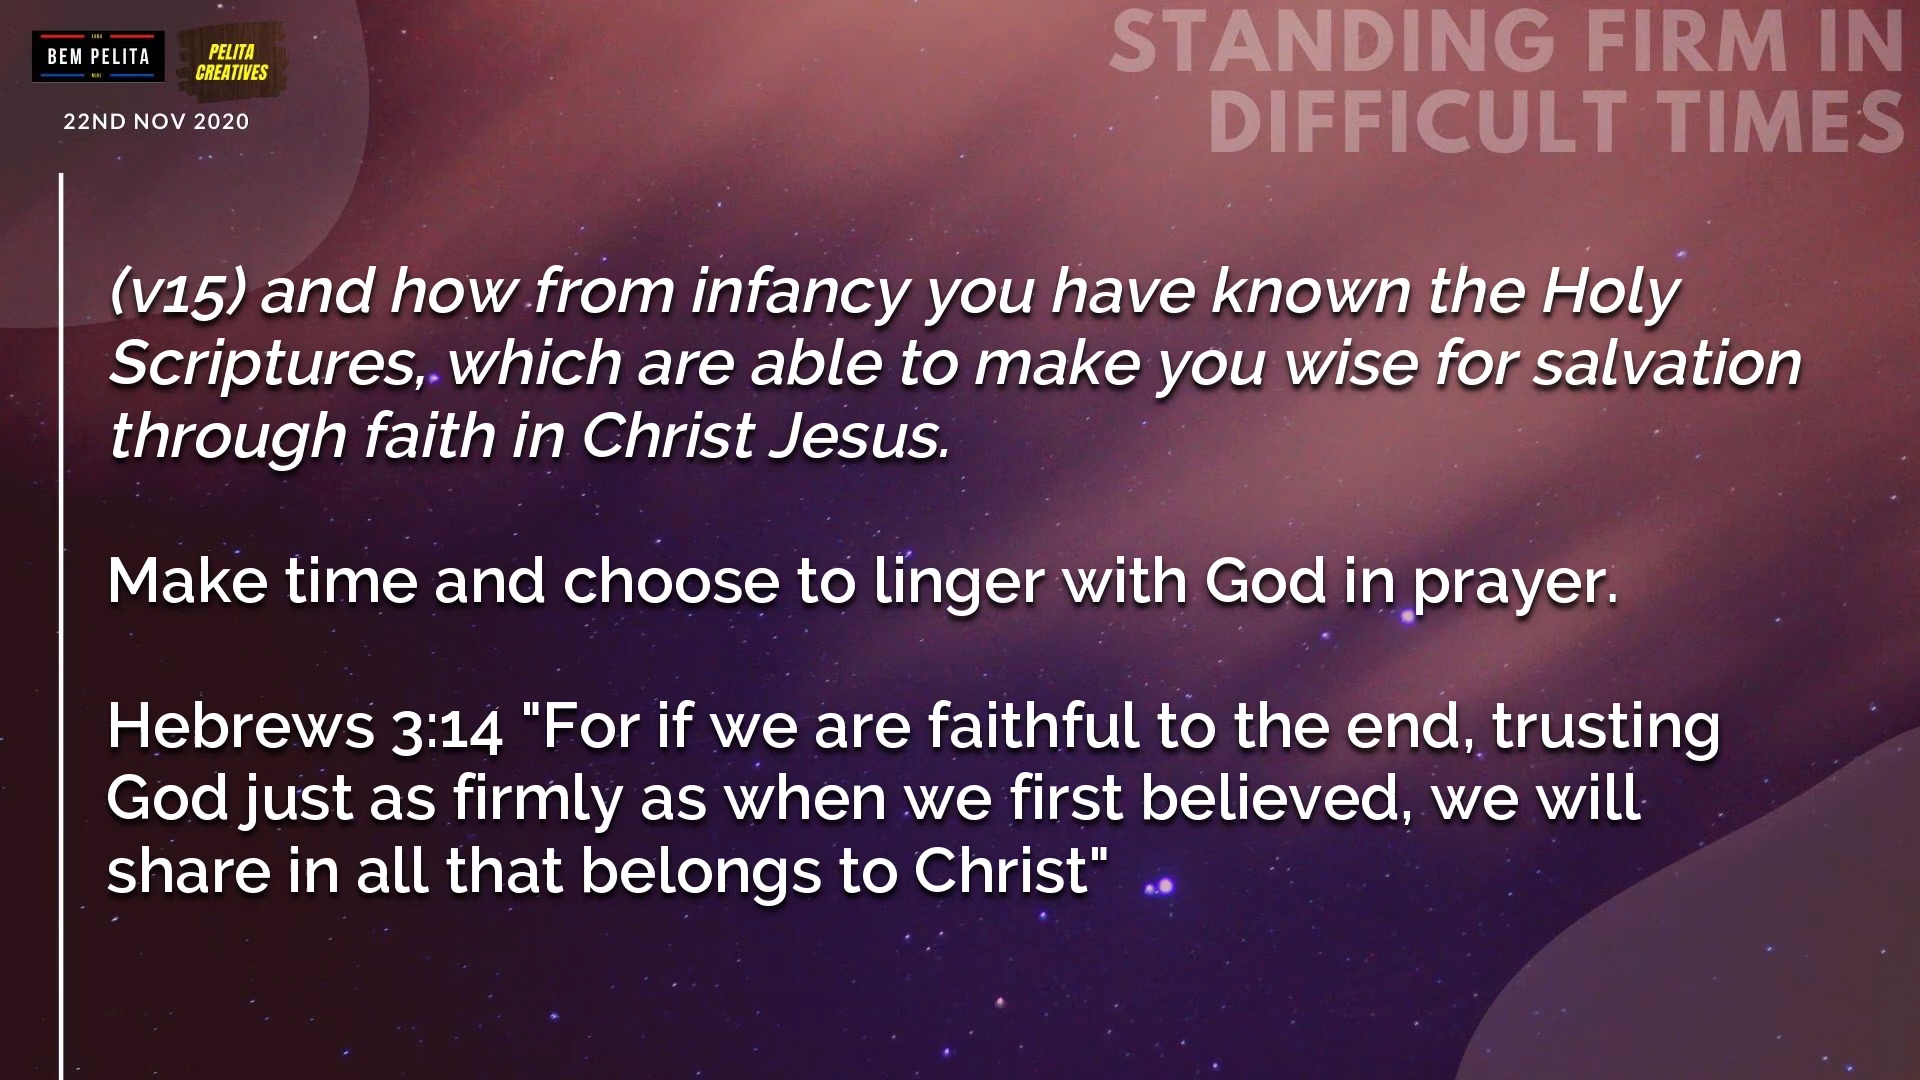 BEM PELITA
PELITA
CREATIVES
22ND NOV 2020
STANDING FIRM IN
DIFFICULT TIMES
(v15) and how from infancy you have known the Holy
Scriptures, which are able to make you wise for salvation
through faith in Christ Jesus.
Make time and choose to linger with God in prayer.
Hebrews 3:14 "For if we are faithful to the end, trusting
God just as firmly as when we first believed, we will
share in all that belongs to Christ"